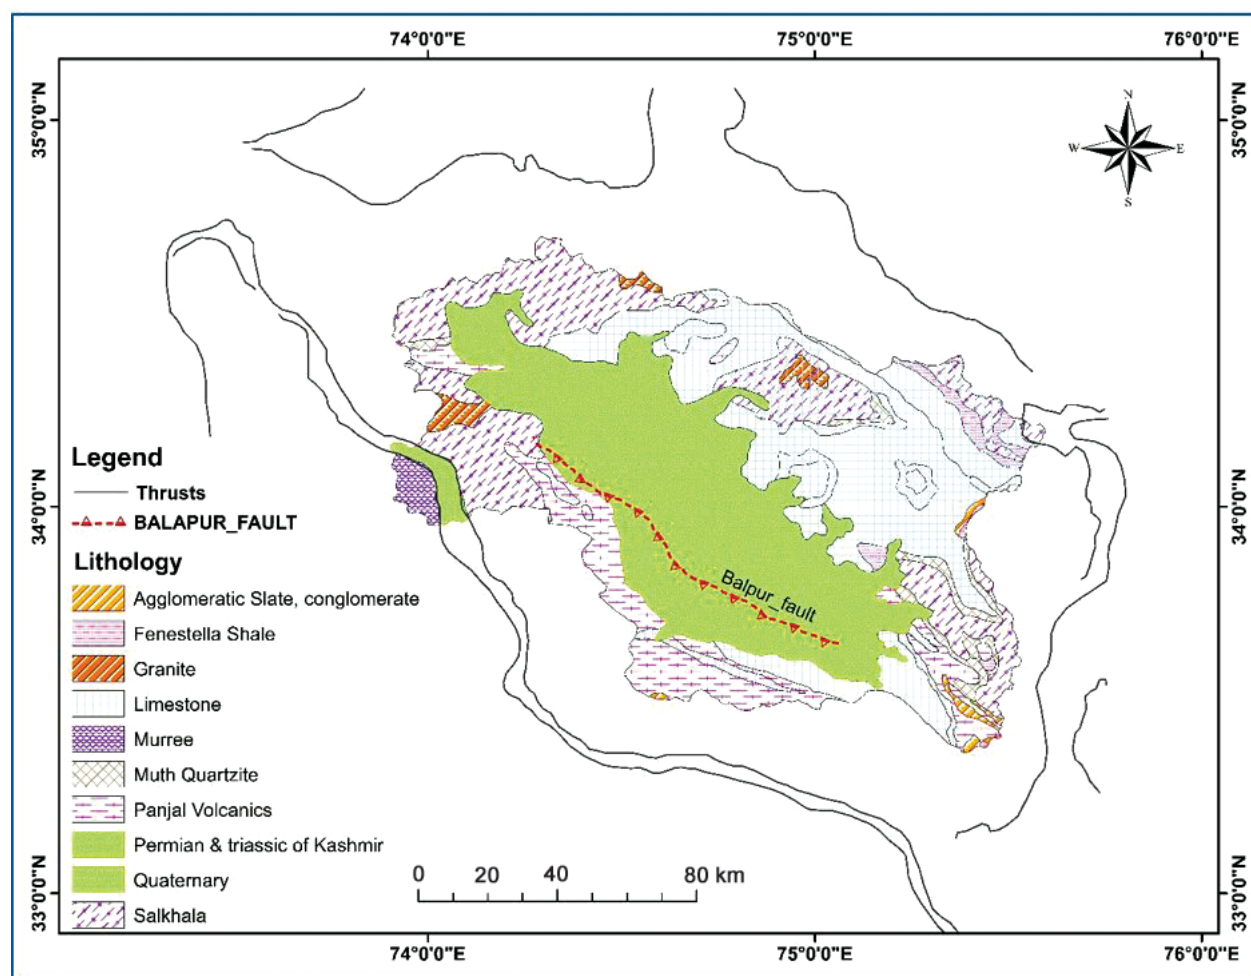 74°0'0"E 75°0'0"E 76°0'0"E
35°0'0"N 35°0'0"N
N
W E
S
34°0'0"N 34°0'0"N
Legend
Thrusts
BALAPUR_FAULT
Lithology
Agglomeratic Slate, conglomerate
Fenestella Shale
Granite
Limestone
Murree
Muth Quartzite
Panjal Volcanics
Permian & triassic of Kashmir
Quaternary
Salkhala
Balpur_fault
0 20 40 80 km
33°0'0"N 33°0'0"N
74°0'0"E 75°0'0"E 76°0'0"E